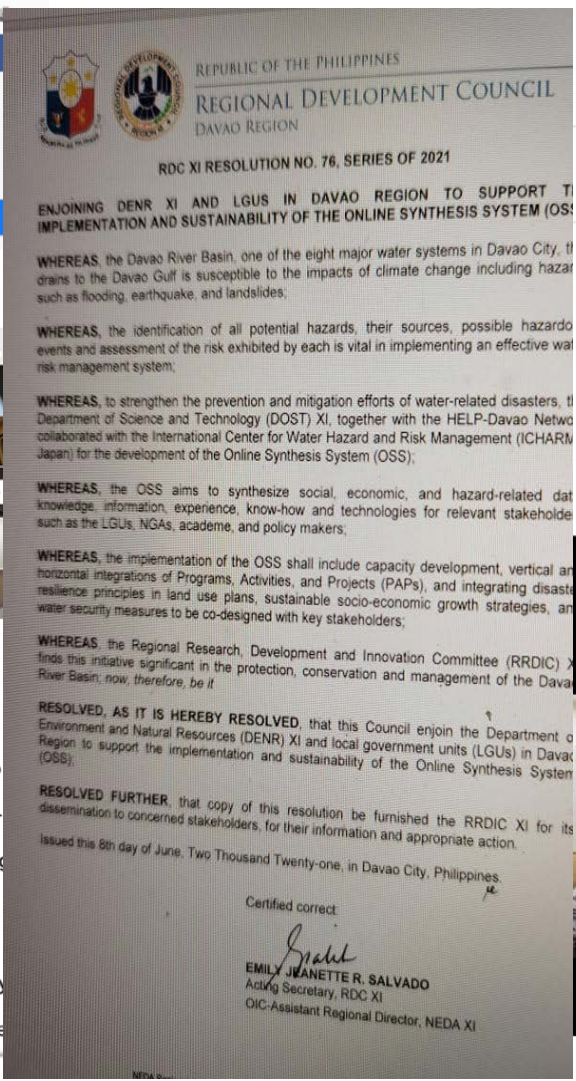 REPUBLIC OF THE PHILIPPINES
REGIONAL DEVELOPMENT COUNCIL
DAVAO REGION
RDC XI RESOLUTION NO. 76, SERIES OF 2021
ENJOINING DENR XI AND LGUS IN DAVAO REGION TO SUPPORT TH
IMPLEMENTATION AND SUSTAINABILITY OF THE ONLINE SYNTHESIS SYSTEM (OSS
WHEREAS, the Davao River Basin, one of the eight major water systems in Davao City, th
drains to the Davao Gulf is susceptible to the impacts of climate change including hazar
such as flooding, earthquake, and landslides;
WHEREAS, the identification of all potential hazards, their sources, possible hazardo
events and assessment of the risk exhibited by each is vital in implementing an effective wat
risk management system;
WHEREAS, to strengthen the prevention and mitigation efforts of water-related disasters, th
Department of Science and Technology (DOST) XI, together with the HELP-Davao Netwo
collaborated with the International Center for Water Hazard and Risk Management (ICHARM
Japan) for the development of the Online Synthesis System (OSS);
WHEREAS, the OSS aims to synthesize social, economic, and hazard-related dat
knowledge, information, experience, know-how and technologies for relevant stakeholde
such as the LGUs, NGAs, academe, and policy makers;
WHEREAS, the implementation of the OSS shall include capacity development, vertical an
horizontal integrations of Programs, Activities, and Projects (PAPs), and integrating disaste
resilience principles in land use plans, sustainable socio-economic growth strategies, an
water security measures to be co-designed with key stakeholders;
WHEREAS, the Regional Research, Development and Innovation Committee (RRDIC) X
finds this initiative significant in the protection, conservation and management of the Davao
River Basin; now, therefore, be it
RESOLVED, AS IT IS HEREBY RESOLVED, that this Council enjoin the Department o
Environment and Natural Resources (DENR) XI and local government units (LGUs) in Davao
Region to support the implementation and sustainability of the Online Synthesis System
(OSS);
RESOLVED FURTHER, that copy of this resolution be furnished the RRDIC XI for its
dissemination to concerned stakeholders, for their information and appropriate action.
Issued this 8th day of June, Two Thousand Twenty-one, in Davao City, Philippines.
Certified correct:
EMILY JEANETTE R. SALVADO
Acting Secretary, RDC XI
OIC-Assistant Regional Director, NEDA XI